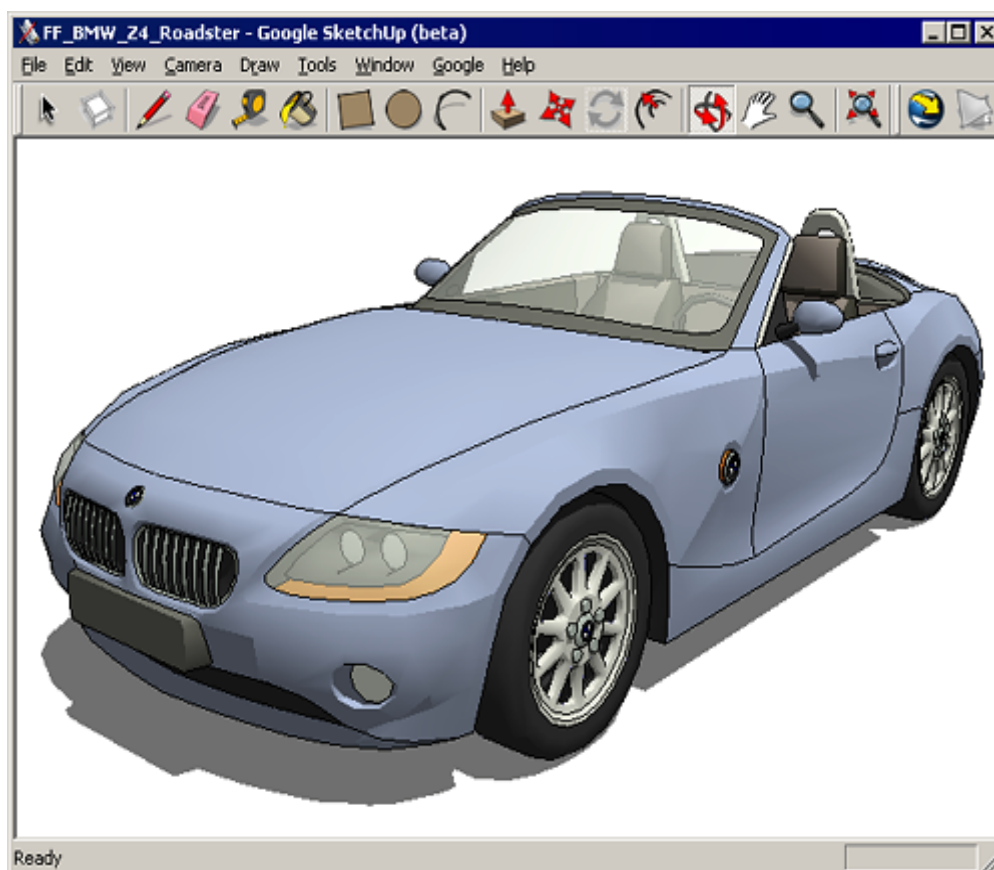 FF_BMW_Z4_Roadster - Google SketchUp (beta)
File Edit View Camera Draw Tools Window Google Help
Ready